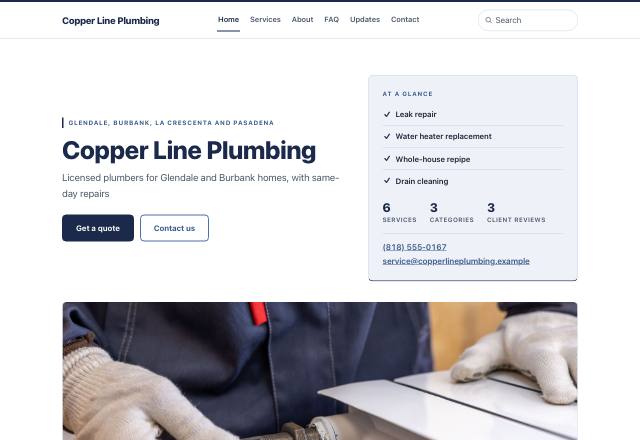 Copper Line Plumbing
Home Services About FAQ Updates Contact
Search
GLENDALE, BURBANK, LA CRESCENTA AND PASADENA
Copper Line Plumbing
Licensed plumbers for Glendale and Burbank homes, with same-
day repairs
Get a quote
Contact us
AT A GLANCE
Leak repair
Water heater replacement
Whole-house repipe
Drain cleaning
6 3 3
SERVICES CATEGORIES CLIENT REVIEWS
(818) 555-0167
service@copperlineplumbing.example